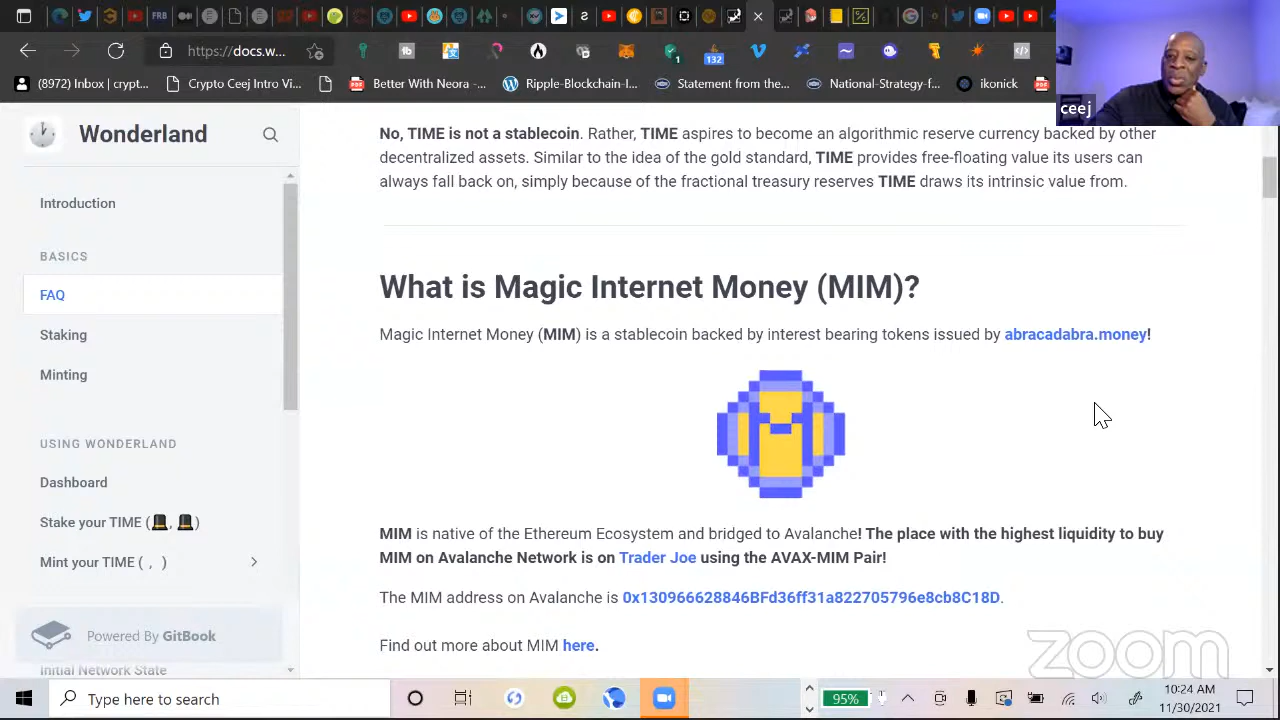 https://docs.w...
1
132
(8972) Inbox | crypt...
Crypto Ceej Intro Vi...
Better With Neora -...
Ripple-Blockchain-I...
Statement from the...
National-Strategy-f...
ikonick
ceej
Wonderland
Introduction
BASICS
FAQ
Staking
Minting
USING WONDERLAND
Dashboard
Stake your TIME (🎩, 🎩)
Mint your TIME ( , )
Powered By GitBook
Initial Network State
No, TIME is not a stablecoin. Rather, TIME aspires to become an algorithmic reserve currency backed by other
decentralized assets. Similar to the idea of the gold standard, TIME provides free-floating value its users can
always fall back on, simply because of the fractional treasury reserves TIME draws its intrinsic value from.
What is Magic Internet Money (MIM)?
Magic Internet Money (MIM) is a stablecoin backed by interest bearing tokens issued by abracadabra.money!
MIM is native of the Ethereum Ecosystem and bridged to Avalanche! The place with the highest liquidity to buy
MIM on Avalanche Network is on Trader Joe using the AVAX-MIM Pair!
The MIM address on Avalanche is 0x130966628846BFd36ff31a822705796e8cb8C18D.
Find out more about MIM here.
zoom
Type here to search
95%
10:24 AM
11/30/2021